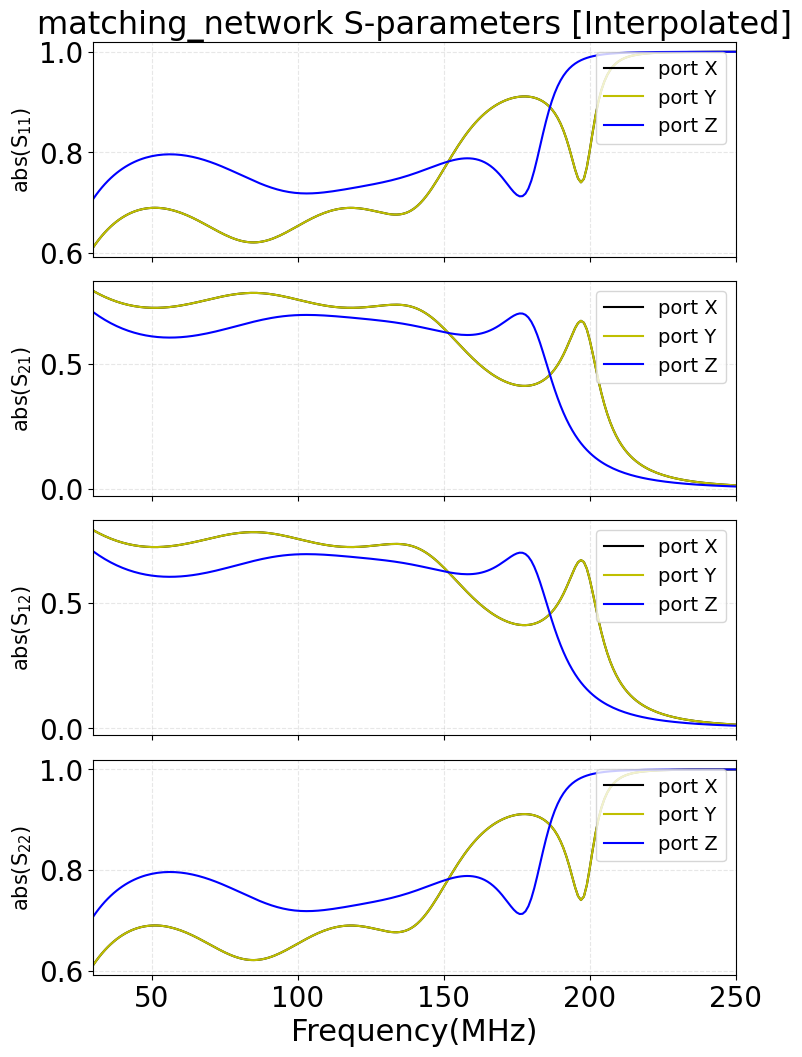 matching_network S-parameters [Interpolated]
1.0
0.8
0.6
abs(S₁₁)
port X
port Y
port Z
0.5
0.0
abs(S₂₁)
port X
port Y
port Z
0.5
0.0
abs(S₁₂)
port X
port Y
port Z
1.0
0.8
0.6
abs(S₂₂)
port X
port Y
port Z
50 100 150 200 250
Frequency(MHz)